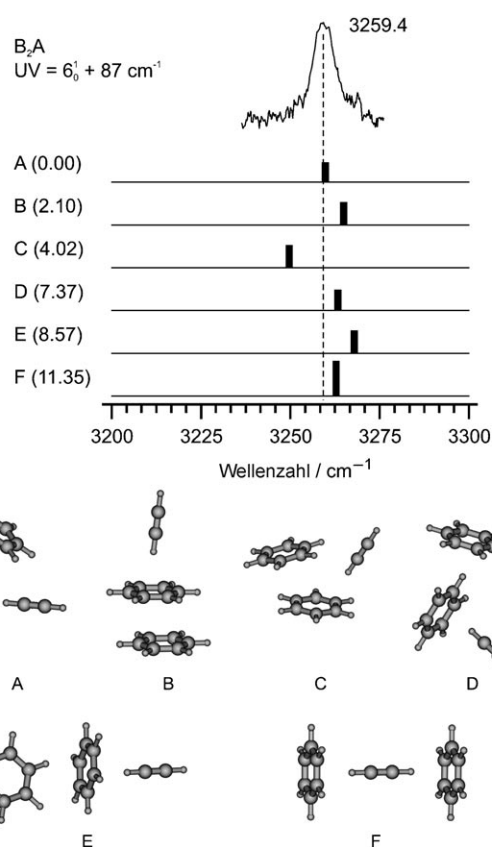 3259.4
B₂A
UV = 6¹₀ + 87 cm⁻¹
A (0.00)
B (2.10)
C (4.02)
D (7.37)
E (8.57)
F (11.35)
3200 3225 3250 3275 3300
Wellenzahl / cm⁻¹
A B C D
E F